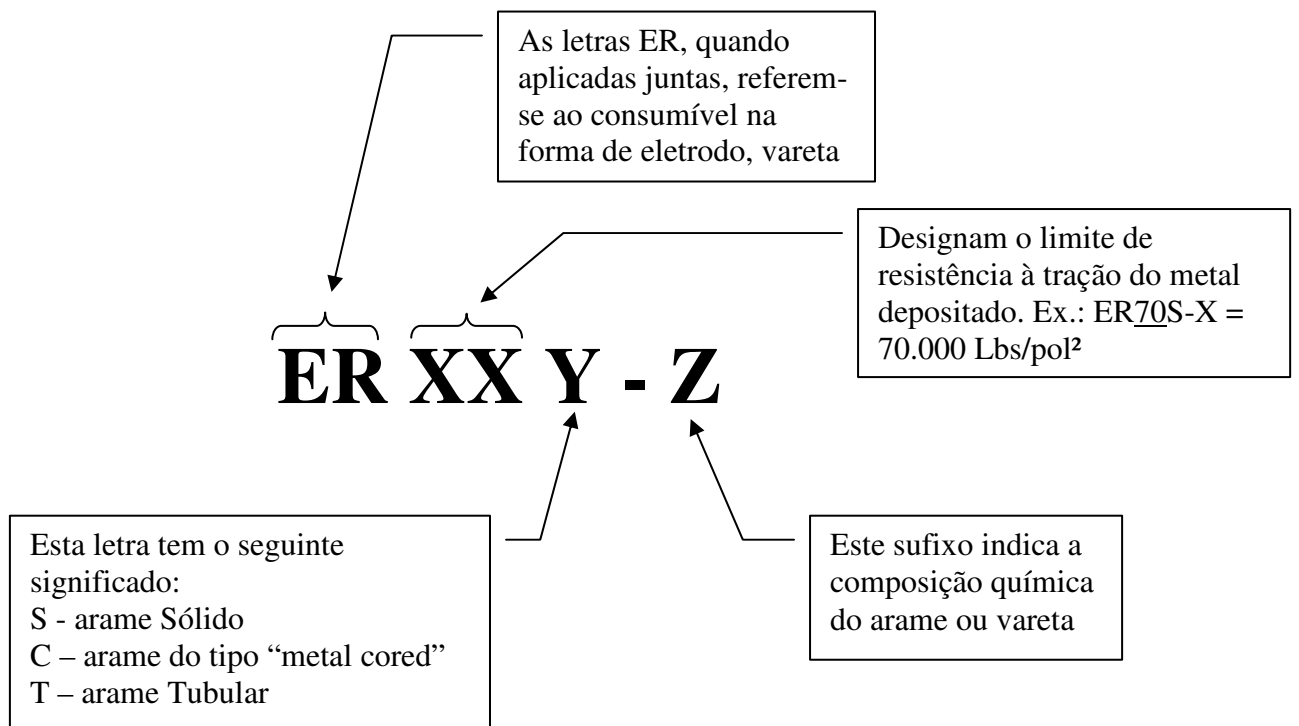 As letras ER, quando
aplicadas juntas, referem-
se ao consumível na
forma de eletrodo, vareta
Designam o limite de
resistência à tração do metal
depositado. Ex.: ER70S-X =
70.000 Lbs/pol²
ER XX Y - Z
Esta letra tem o seguinte
significado:
S - arame Sólido
C – arame do tipo “metal cored”
T – arame Tubular
Este sufixo indica a
composição química
do arame ou vareta